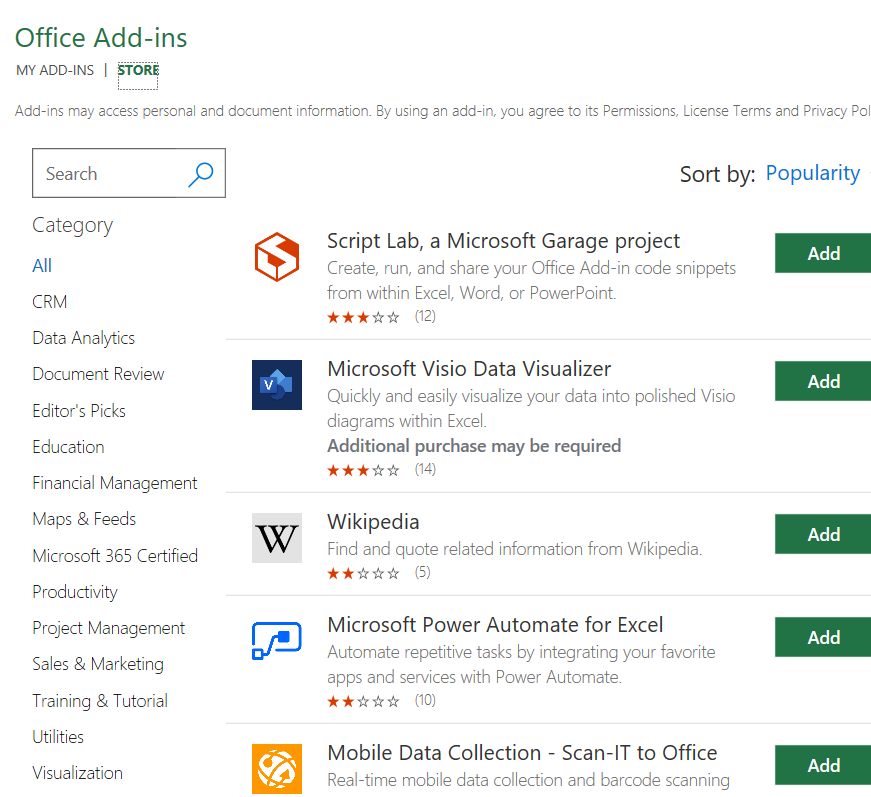 Office Add-ins
MY ADD-INS | STORE
Add-ins may access personal and document information. By using an add-in, you agree to its Permissions, License Terms and Privacy Pol
Search
Sort by: Popularity
Category
All
CRM
Data Analytics
Document Review
Editor's Picks
Education
Financial Management
Maps & Feeds
Microsoft 365 Certified
Productivity
Project Management
Sales & Marketing
Training & Tutorial
Utilities
Visualization
Script Lab, a Microsoft Garage project
Create, run, and share your Office Add-in code snippets
from within Excel, Word, or PowerPoint.
(12)
Add
V
Microsoft Visio Data Visualizer
Quickly and easily visualize your data into polished Visio
diagrams within Excel.
Additional purchase may be required
(14)
Add
W
Wikipedia
Find and quote related information from Wikipedia.
(5)
Add
Microsoft Power Automate for Excel
Automate repetitive tasks by integrating your favorite
apps and services with Power Automate.
(10)
Add
Mobile Data Collection - Scan-IT to Office
Real-time mobile data collection and barcode scanning
Add